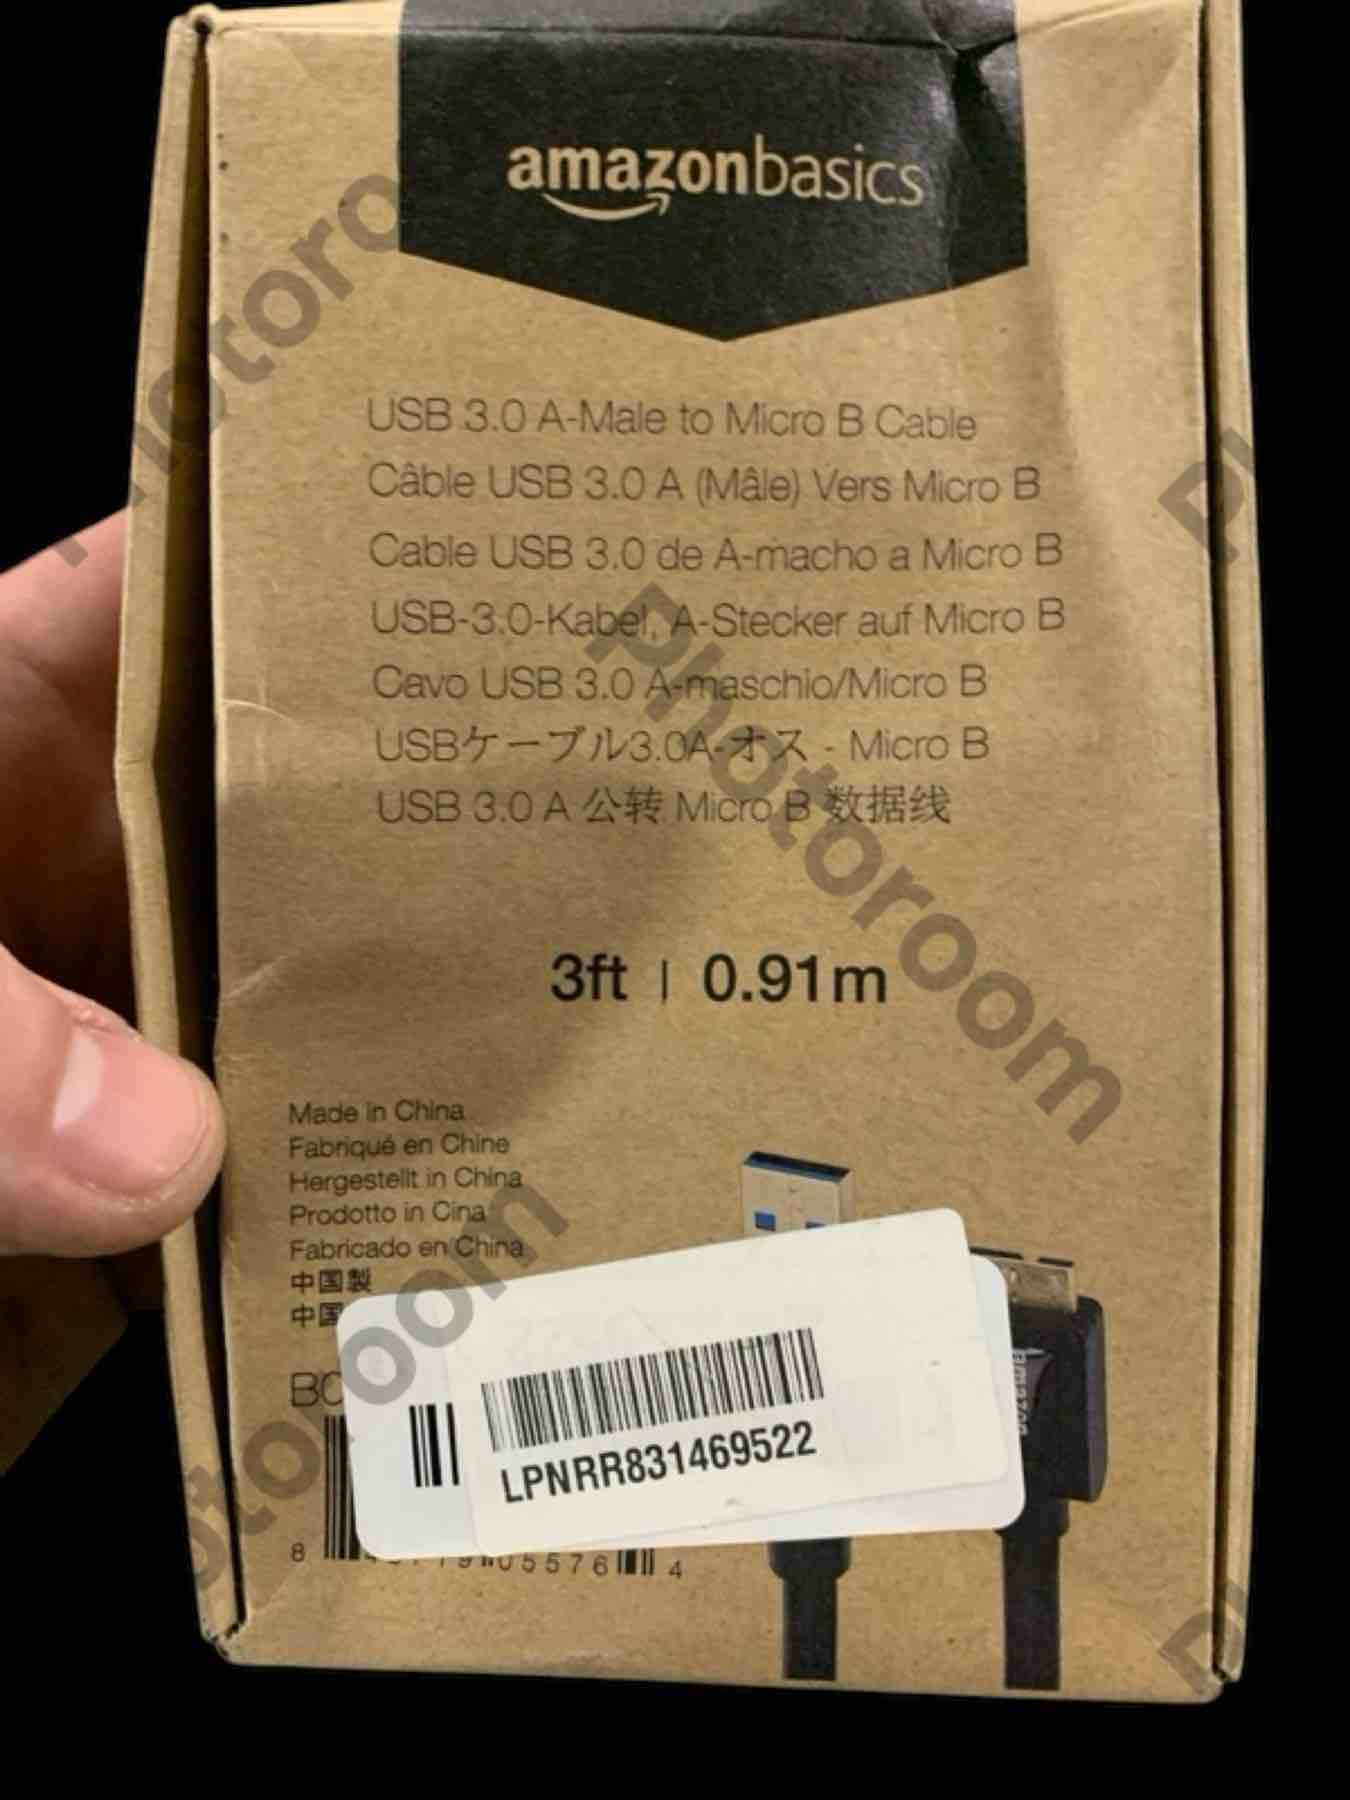 amazonbasics
USB 3.0 A-Male to Micro B Cable
Câble USB 3.0 A (Mâle) Vers Micro B
Cable USB 3.0 de A-macho a Micro B
USB-3.0-Kabel, A-Stecker auf Micro B
Cavo USB 3.0 A-maschio/Micro B
USBケーブル3.0A-オス - Micro B
USB 3.0 A 公转 Micro B 数据线
3ft | 0.91m
Made in China
Fabriqué en Chine
Hergestellt in China
Prodotto in Cina
Fabricado en China
中国製
中国
LPNRR831469522
05576 4
Photoroom